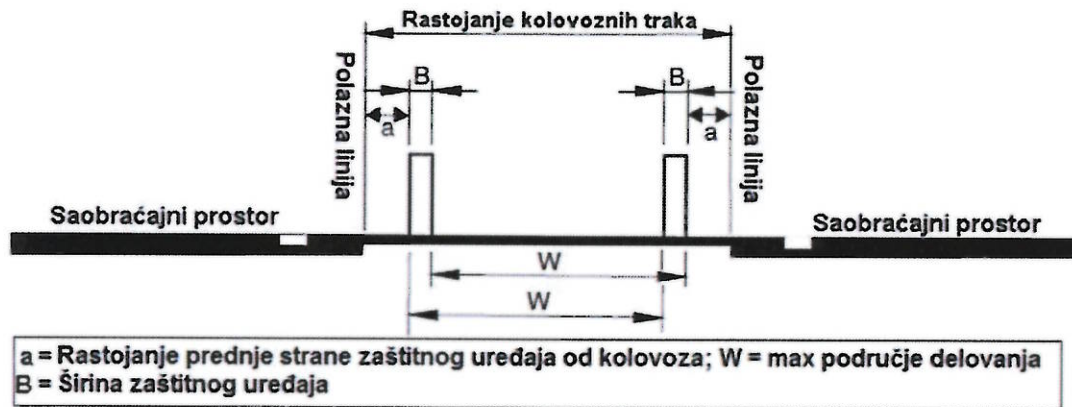 Rastojanje kolovoznih traka
Polazna linija
B
a
B
a
Polazna linija
Saobraćajni prostor
Saobraćajni prostor
W
W
a = Rastojanje prednje strane zaštitnog uređaja od kolovoza; W = max područje delovanja
B = Širina zaštitnog uređaja